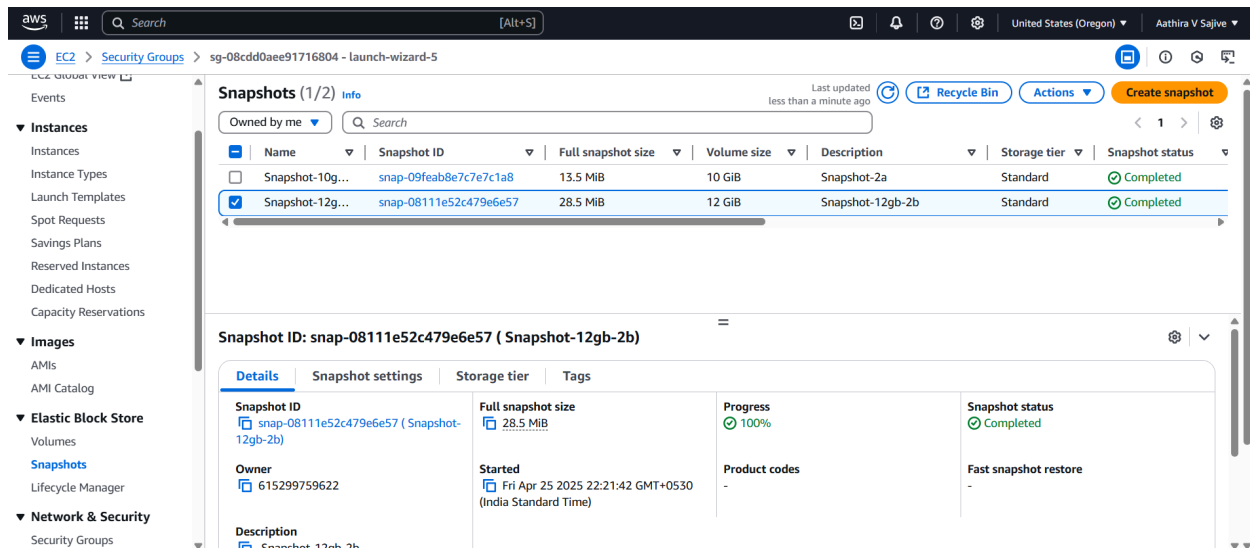 aws
Search [Alt+S]
United States (Oregon) ▼
Aathira V Sajive ▼
EC2 > Security Groups > sg-08cdd0aee91716804 - launch-wizard-5
EC2 Global View
Events
▼ Instances
Instances
Instance Types
Launch Templates
Spot Requests
Savings Plans
Reserved Instances
Dedicated Hosts
Capacity Reservations
▼ Images
AMIs
AMI Catalog
▼ Elastic Block Store
Volumes
Snapshots
Lifecycle Manager
▼ Network & Security
Security Groups
Snapshots (1/2) Info
Last updated
less than a minute ago
Recycle Bin
Actions ▼
Create snapshot
Owned by me ▼
Search
< 1 >
Name Snapshot ID Full snapshot size Volume size Description Storage tier Snapshot status
Snapshot-10g... snap-09feab8e7c7e7c1a8 13.5 MiB 10 GiB Snapshot-2a Standard Completed
Snapshot-12g... snap-08111e52c479e6e57 28.5 MiB 12 GiB Snapshot-12gb-2b Standard Completed
Snapshot ID: snap-08111e52c479e6e57 ( Snapshot-12gb-2b)
Details Snapshot settings Storage tier Tags
Snapshot ID
snap-08111e52c479e6e57 ( Snapshot-
12gb-2b)
Full snapshot size
28.5 MiB
Progress
100%
Snapshot status
Completed
Owner
615299759622
Started
Fri Apr 25 2025 22:21:42 GMT+0530
(India Standard Time)
Product codes
-
Fast snapshot restore
-
Description
Snapshot-12gb-2b